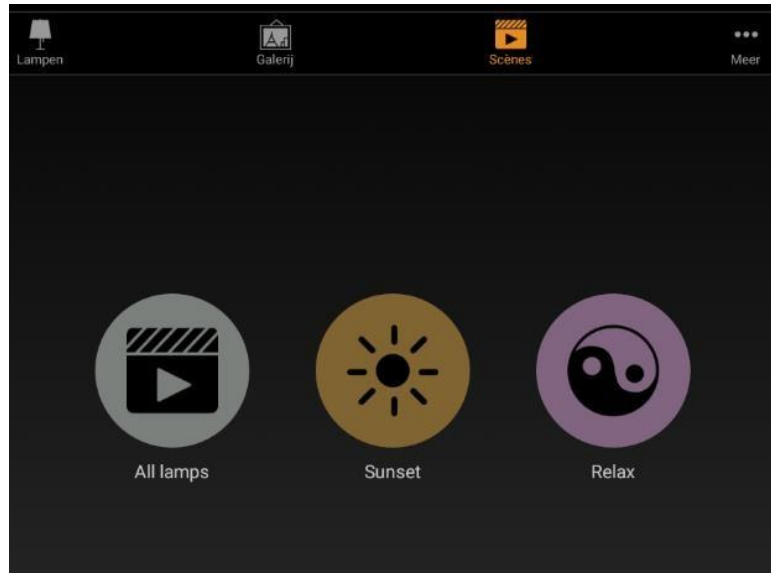 Lampen
Galerij
Scènes
Meer
All lamps
Sunset
Relax